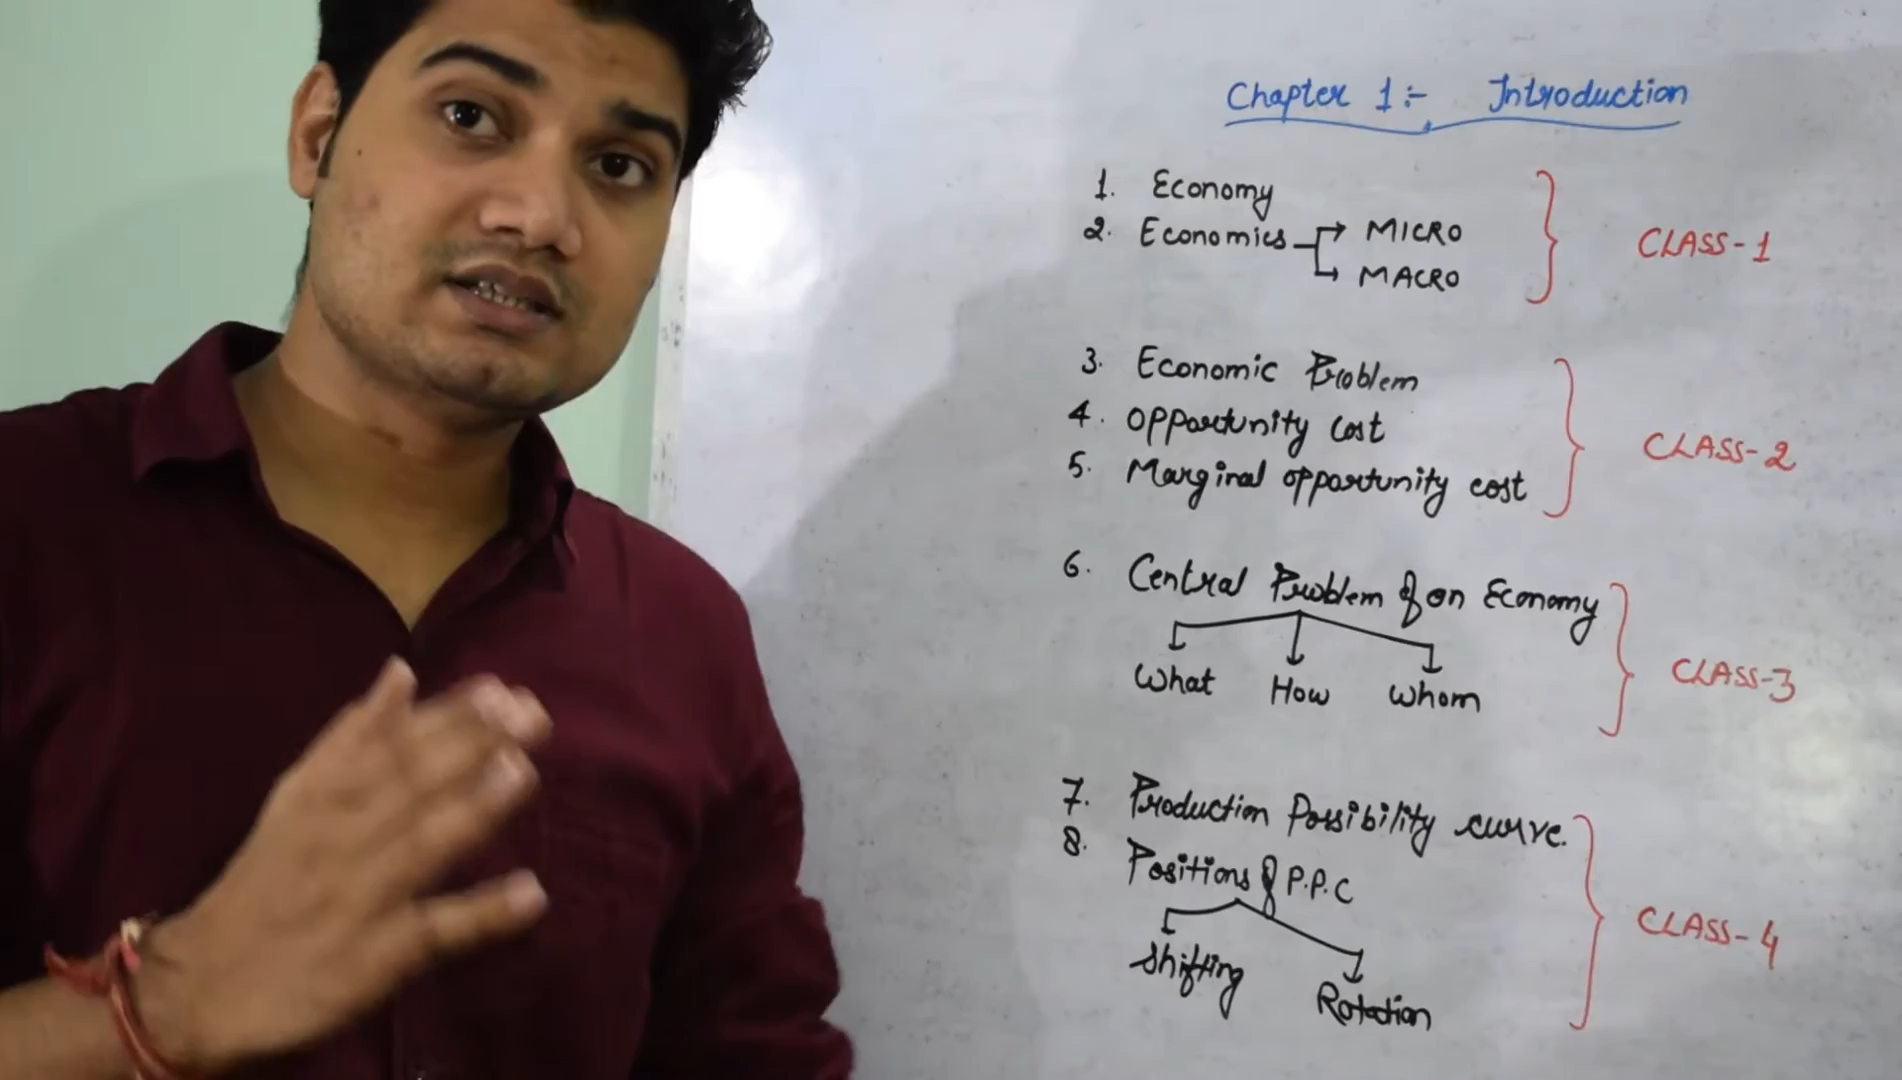 Chapter 1:- Introduction
1. Economy
2. Economics → MICRO
→ MACRO
CLASS-1
3. Economic Problem
4. Opportunity Cost
5. Marginal opportunity cost
CLASS-2
6. Central Problem of an Economy
What How Whom
CLASS-3
7. Production Possibility curve.
8. Positions of P.P.C
Shifting
Rotation
CLASS-4